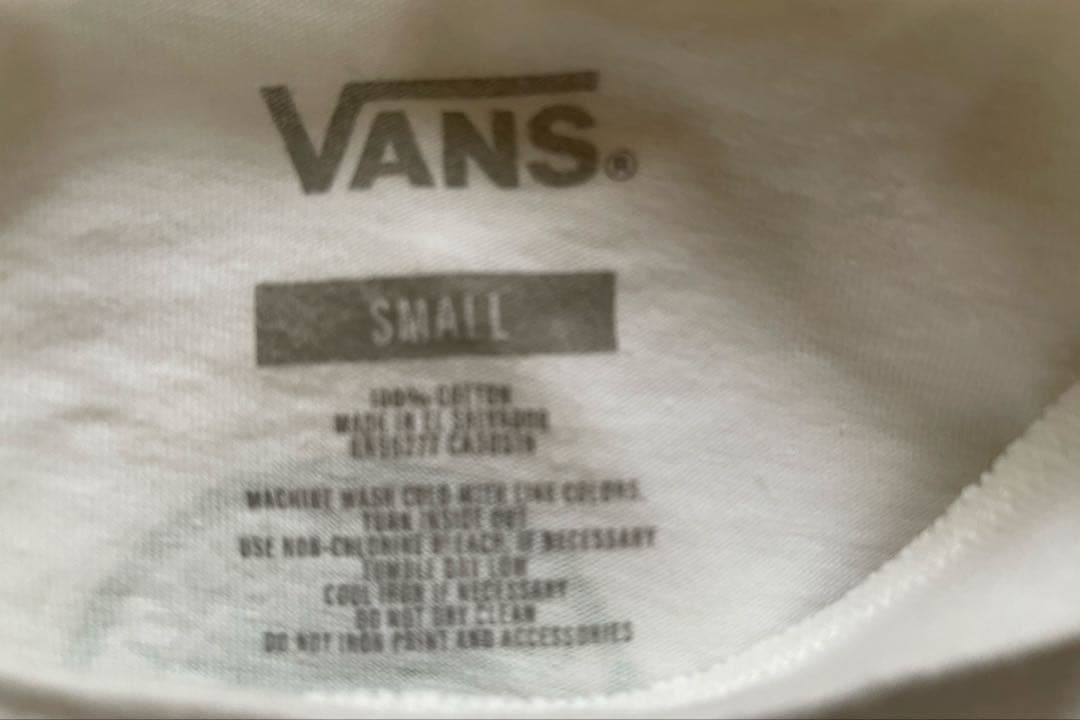 VANS®
SMALL
100% COTTON
MADE IN EL SALVADOR
MACHINE WASH COLD WITH LIKE COLORS.
TURN INSIDE OUT
USE NON-CHLORINE BLEACH, IF NECESSARY
TUMBLE DRY LOW
COOL IRON IF NECESSARY
DO NOT DRY CLEAN
DO NOT IRON PRINT AND ACCESSORIES